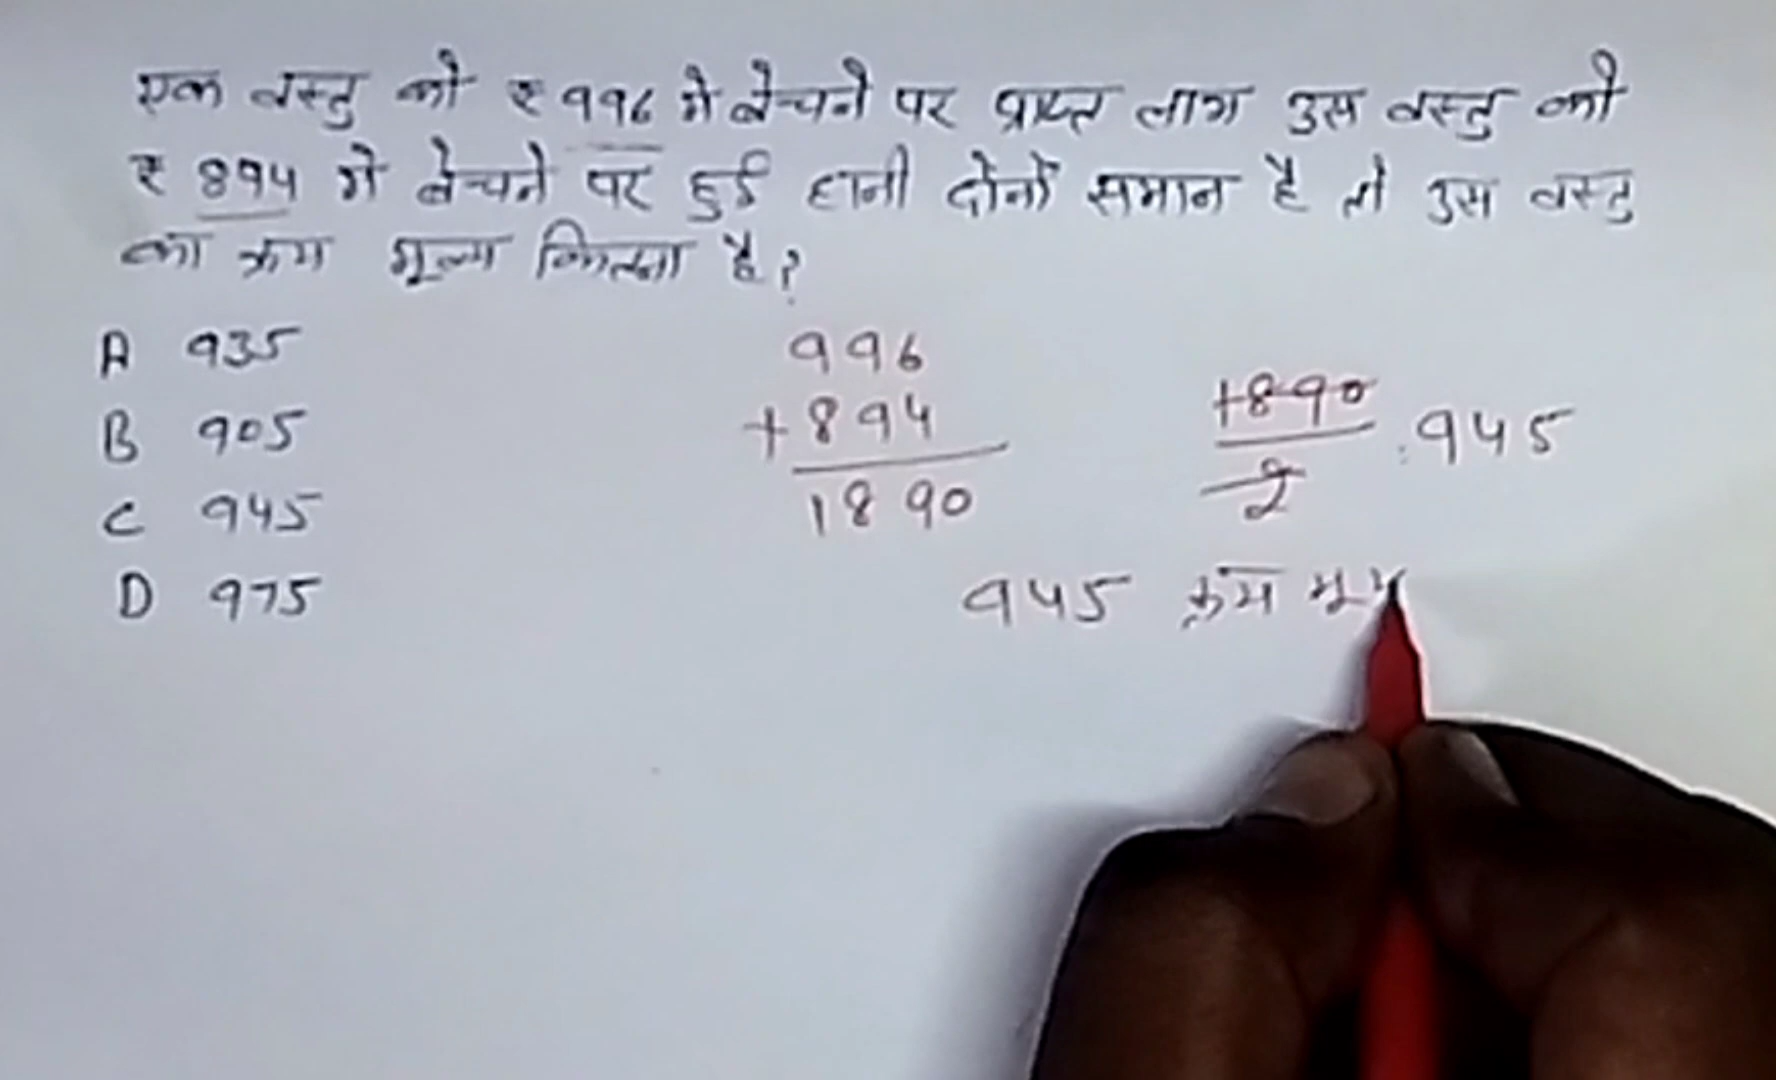 एक वस्तु को ₹ 996 मे बेचने पर प्राप्त लाभ उस वस्तु को
₹ 894 मे बेचने पर हुई हानी दोनों समान है तो उस वस्तु
का क्रय मूल्य कितना है?
A 935
B 905
C 945
D 975
996
+ 894
1890
1890
2
945
945 क्रय मू